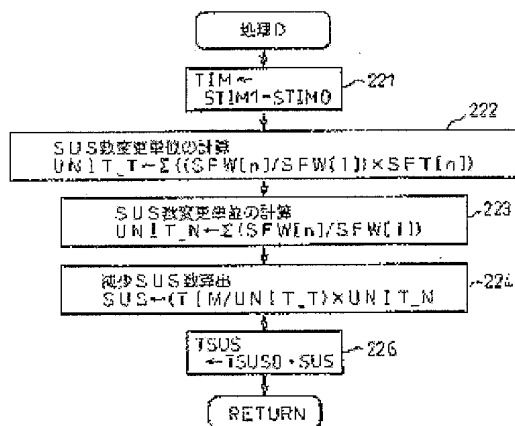 処理D
TIM←
STIM1-STIM0
221
222
SUS数変更単位の計算
UNIT_T←Σ((SFW[n]/SFW[1])×SFT[n])
SUS数変更単位の計算
UNIT_N←Σ(SFW[n]/SFW[1])
223
減少SUS数算出
SUS←(TIM/UNIT_T)×UNIT_N
224
TSUS
←TSUS0・SUS
226
RETURN